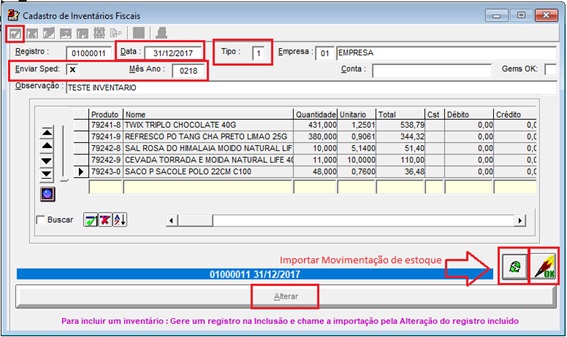 Cadastro de Inventários Fiscais
Registro : 01000011 Data : 31/12/2017 Tipo : 1 Empresa : 01 EMPRESA
Enviar Sped: X Mês Ano : 0218 Conta : Gems OK:
Observação : TESTE INVENTARIO
Produto Nome Quantidade Unitario Total Cst Débito Crédito
79241-8 TWIX TRIPLO CHOCOLATE 40G 431,000 1,2501 538,79 0,00 0,0
79241-9 REFRESCO PO TANG CHA PRETO LIMAO 25G 380,000 0,9061 344,32 0,00 0,0
79242-8 SAL ROSA DO HIMALAIA MOIDO NATURAL LIF 10,000 5,1400 51,40 0,00 0,0
79242-9 CEVADA TORRADA E MOIDA NATURAL LIFE 40 11,000 10,0000 110,00 0,00 0,0
79243-0 SACO P SACOLE POLO 22CM C100 48,000 0,7600 36,48 0,00 0,0
Buscar
Importar Movimentação de estoque
OK
01000011 31/12/2017
Alterar
Para incluir um inventário : Gere um registro na Inclusão e chame a importação pela Alteração do registro incluído